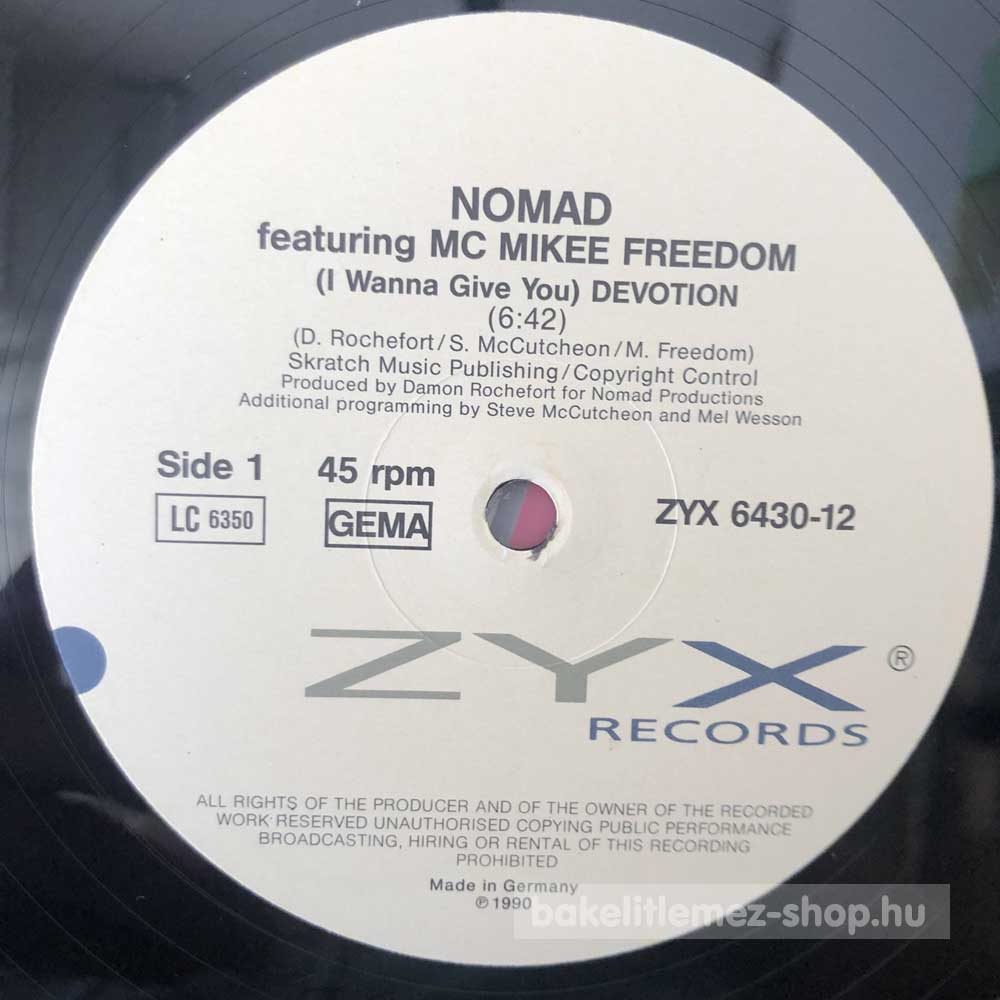 NOMAD
featuring MC MIKEE FREEDOM
(I Wanna Give You) DEVOTION
(6:42)
(D. Rochefort/S. McCutcheon/M. Freedom)
Skratch Music Publishing/Copyright Control
Produced by Damon Rochefort for Nomad Productions
Additional programming by Steve McCutcheon and Mel Wesson
Side 1 45 rpm
LC 6350 GEMA ZYX 6430-12
ZYX ®
RECORDS
ALL RIGHTS OF THE PRODUCER AND OF THE OWNER OF THE RECORDED
WORK RESERVED UNAUTHORISED COPYING PUBLIC PERFORMANCE
BROADCASTING, HIRING OR RENTAL OF THIS RECORDING
PROHIBITED
Made in Germany
℗ 1990
bakelitlemez-shop.hu